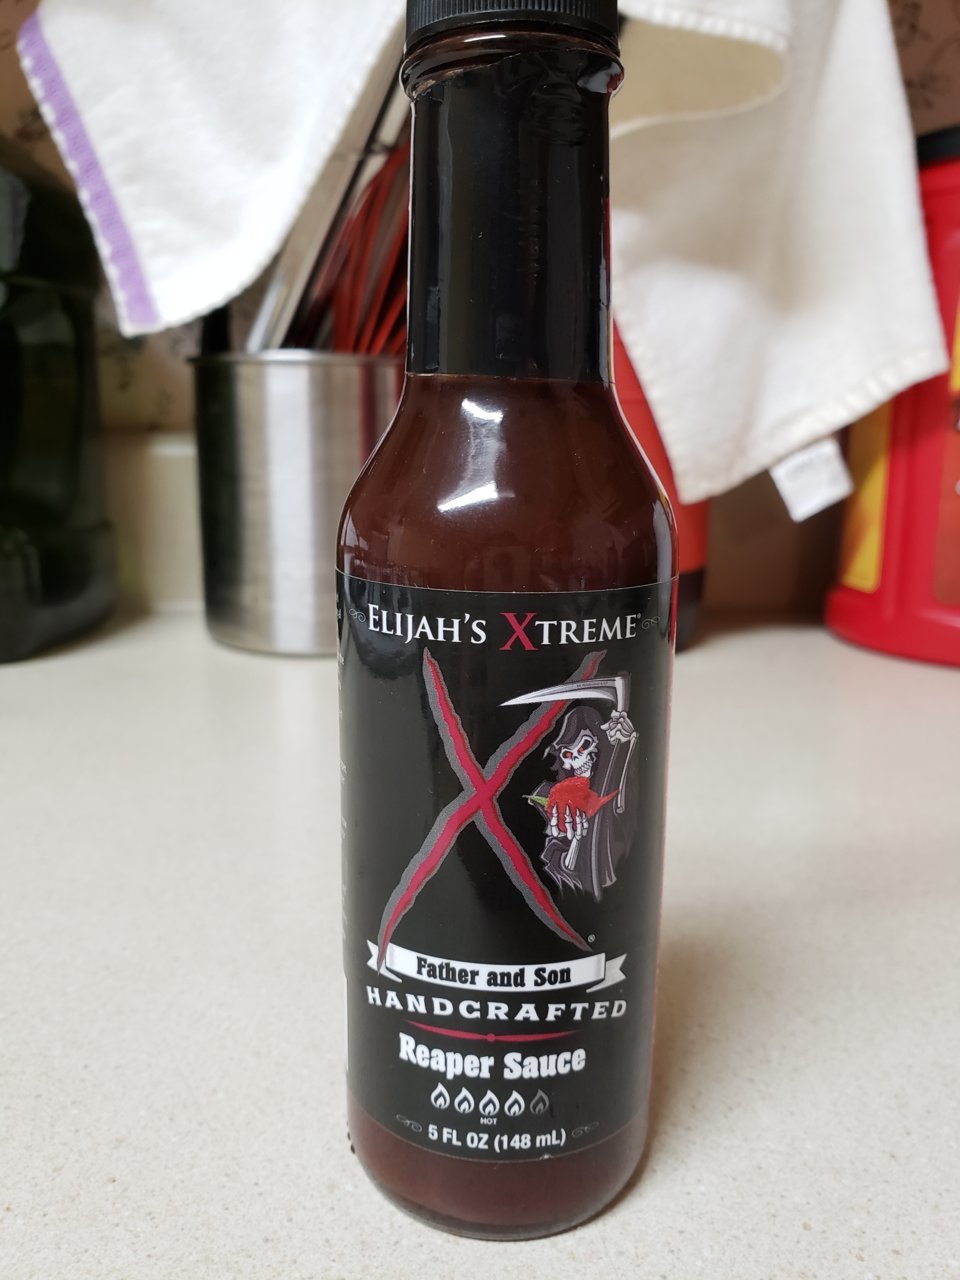 ELIJAH'S XTREME®
®
Father and Son
HANDCRAFTED
Reaper Sauce
HOT
5 FL OZ (148 mL)